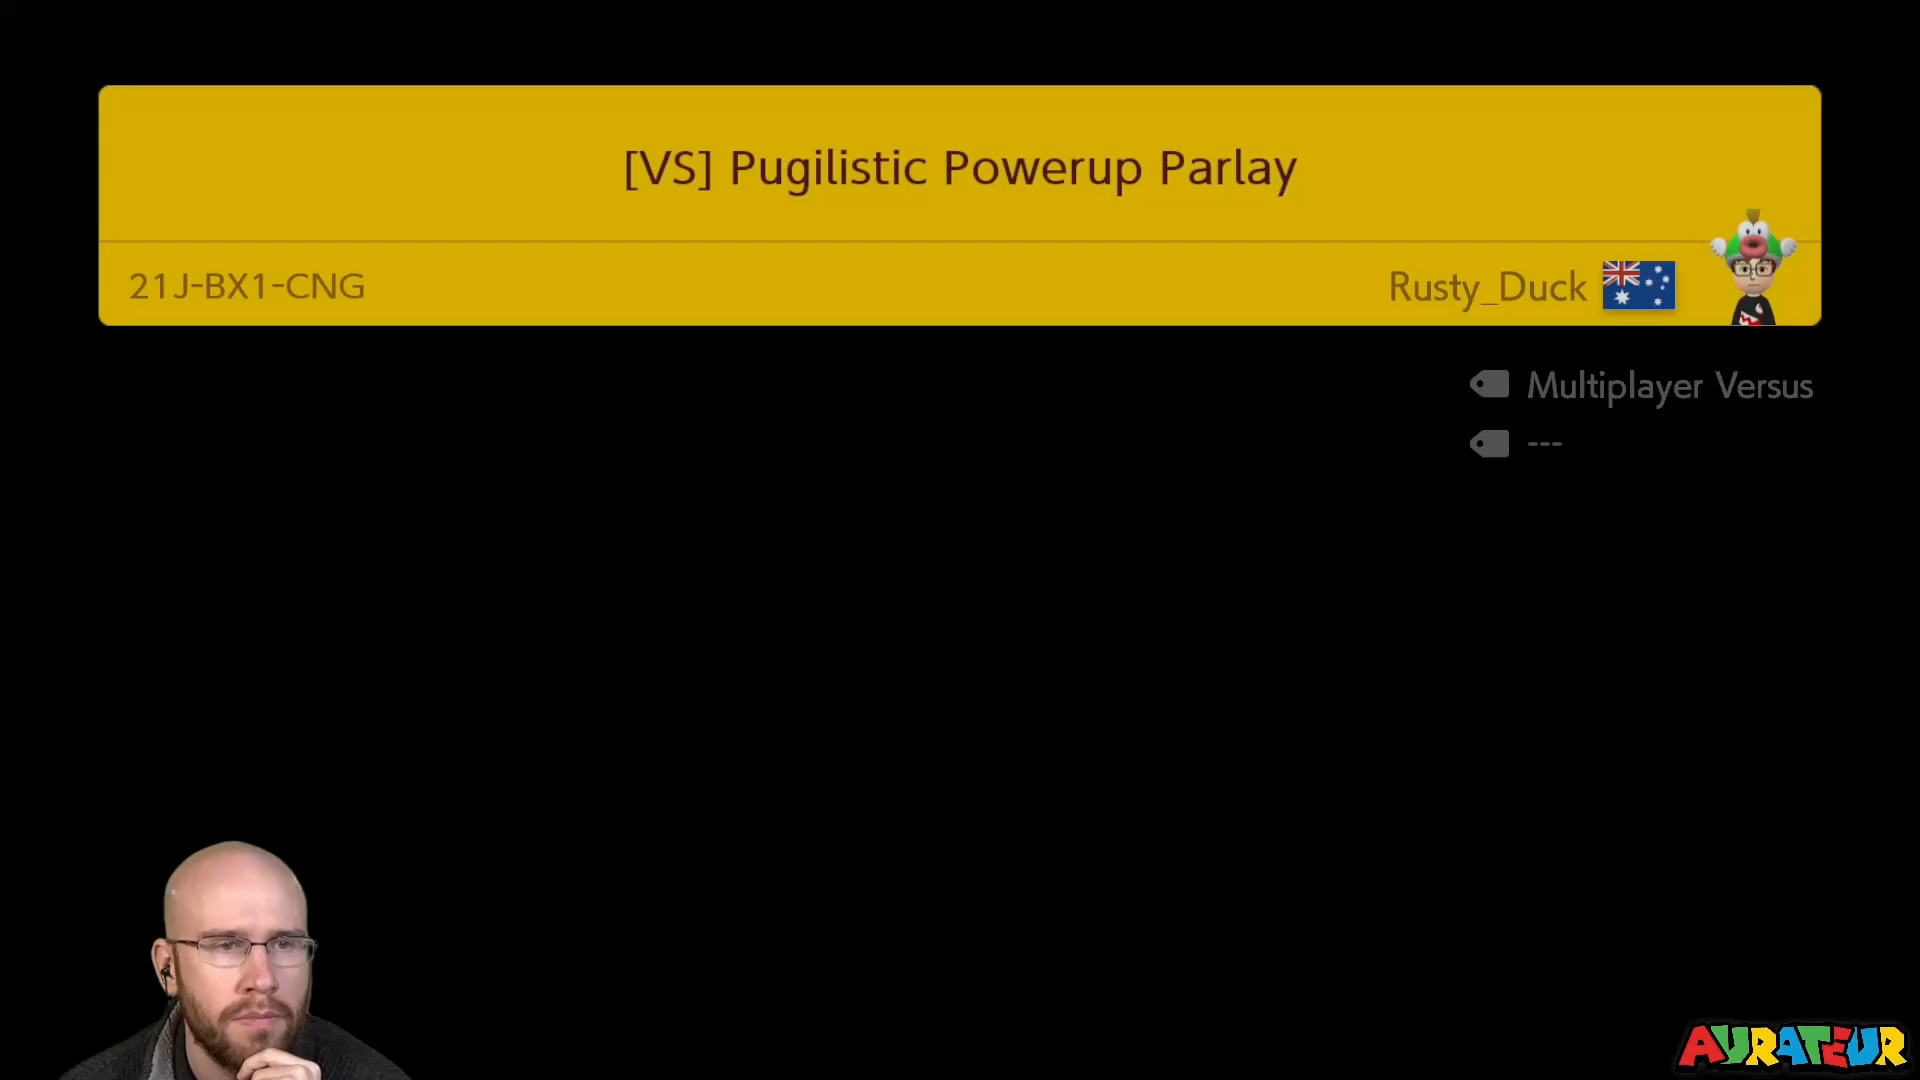 [VS] Pugilistic Powerup Parlay
21J-BX1-CNG
Rusty_Duck
Multiplayer Versus
---
AURATEUR